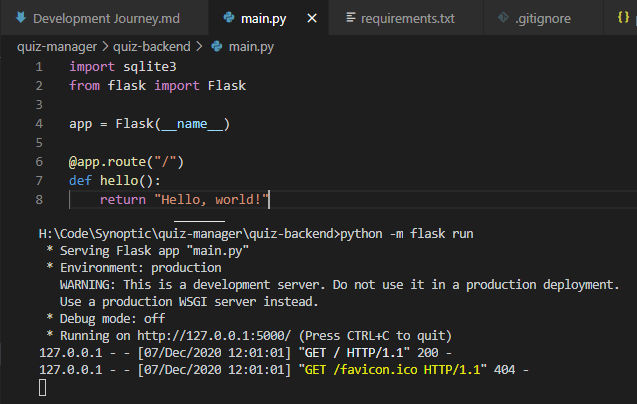 Development Journey.md main.py requirements.txt .gitignore {}
quiz-manager > quiz-backend > main.py
1 import sqlite3
2 from flask import Flask
3
4 app = Flask(__name__)
5
6 @app.route("/")
7 def hello():
8 return "Hello, world!"
H:\Code\Synoptic\quiz-manager\quiz-backend>python -m flask run
* Serving Flask app "main.py"
* Environment: production
WARNING: This is a development server. Do not use it in a production deployment.
Use a production WSGI server instead.
* Debug mode: off
* Running on http://127.0.0.1:5000/ (Press CTRL+C to quit)
127.0.0.1 - - [07/Dec/2020 12:01:01] "GET / HTTP/1.1" 200 -
127.0.0.1 - - [07/Dec/2020 12:01:01] "GET /favicon.ico HTTP/1.1" 404 -